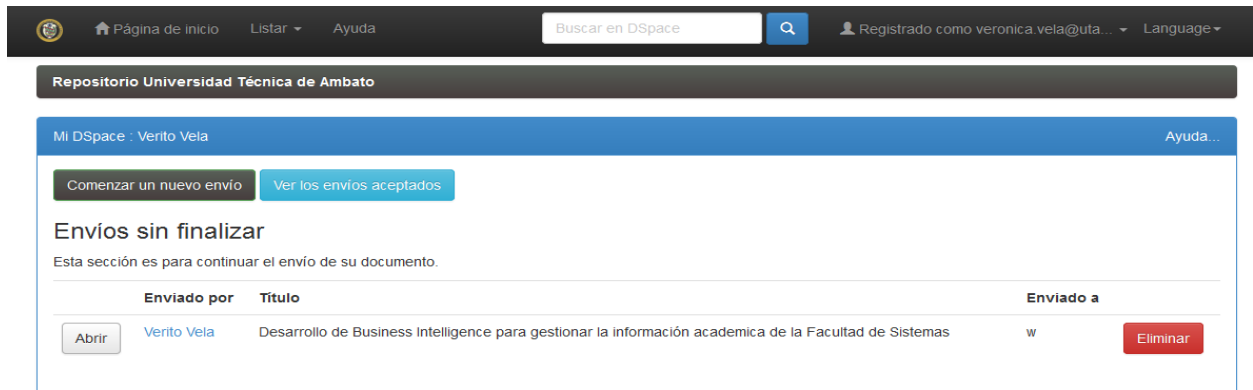 Página de inicio Listar Ayuda Buscar en DSpace Registrado como veronica.vela@uta... Language
Repositorio Universidad Técnica de Ambato
Mi DSpace : Verito Vela Ayuda...
Comenzar un nuevo envío Ver los envíos aceptados
Envíos sin finalizar
Esta sección es para continuar el envío de su documento.
Enviado por Título Enviado a
Abrir Verito Vela Desarrollo de Business Intelligence para gestionar la información academica de la Facultad de Sistemas w Eliminar